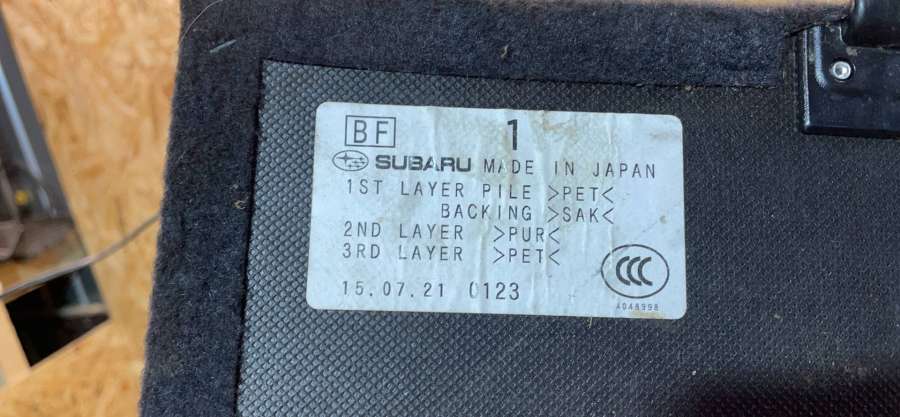 BF 1
SUBARU MADE IN JAPAN
1ST LAYER PILE >PET<
BACKING >SAK<
2ND LAYER >PUR<
3RD LAYER >PET<
CCC
15.07.21 0123
A048998